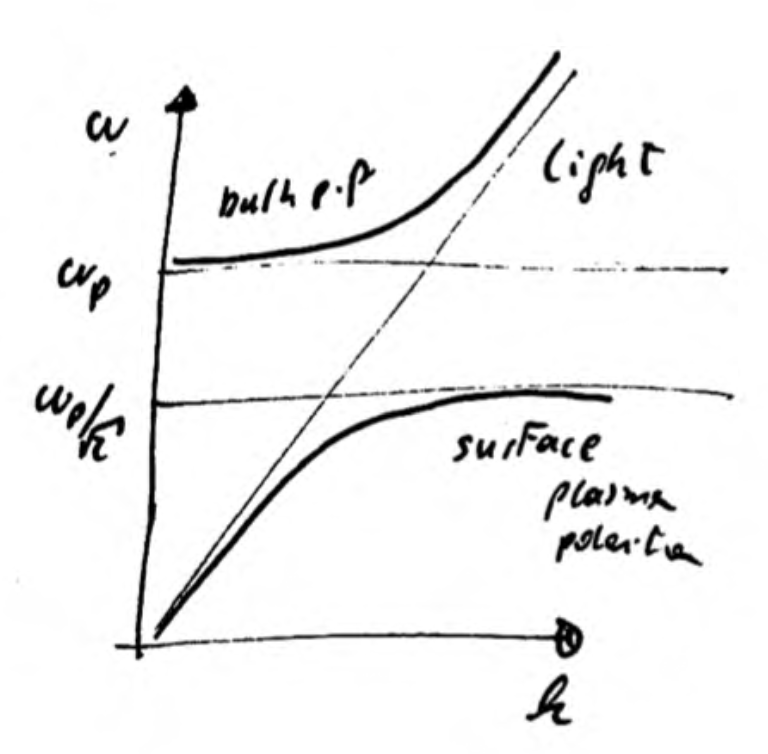 ω
bulk p.p
light
ωp
ωp/√2
surface
plasma
polariton
k